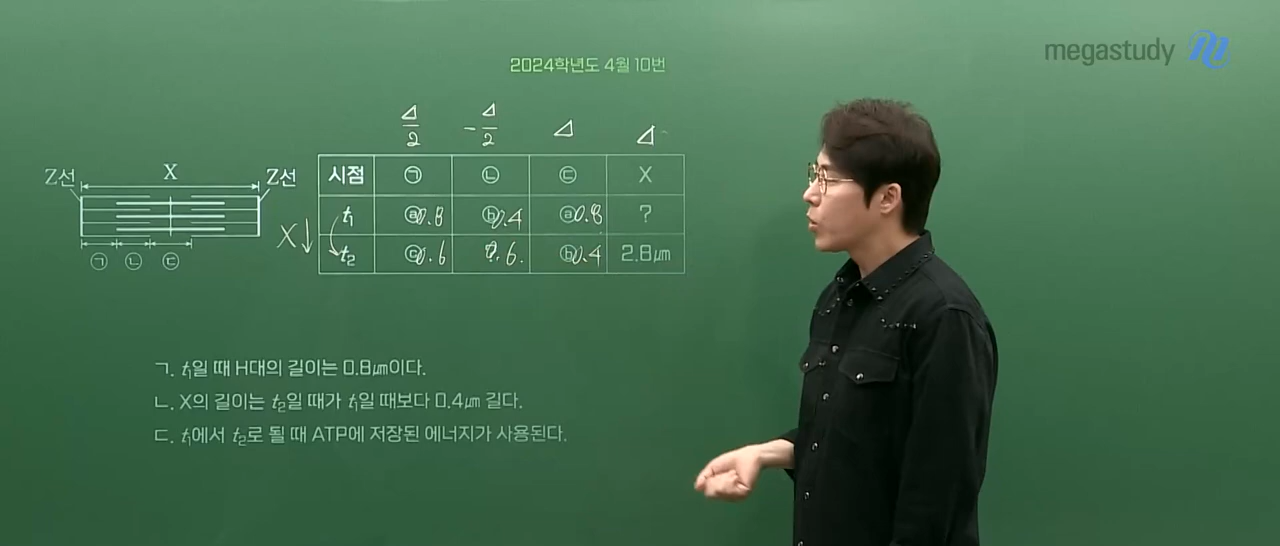 megastudy
2024학년도 4월 10번
Δ/2 -Δ/2 Δ Δ
Z선 X Z선
시점 ㉠ ㉡ ㉢ X
t₁ ⓐ0.8 ⓑ0.4 ⓐ0.8 ?
X↓ t₂ ⓒ0.6 ?0.6. ⓑ0.4 2.8㎛
㉠ ㉡ ㉢
ㄱ. t₁일 때 H대의 길이는 0.8㎛이다.
ㄴ. X의 길이는 t₂일 때가 t₁일 때보다 0.4㎛ 길다.
ㄷ. t₁에서 t₂로 될 때 ATP에 저장된 에너지가 사용된다.